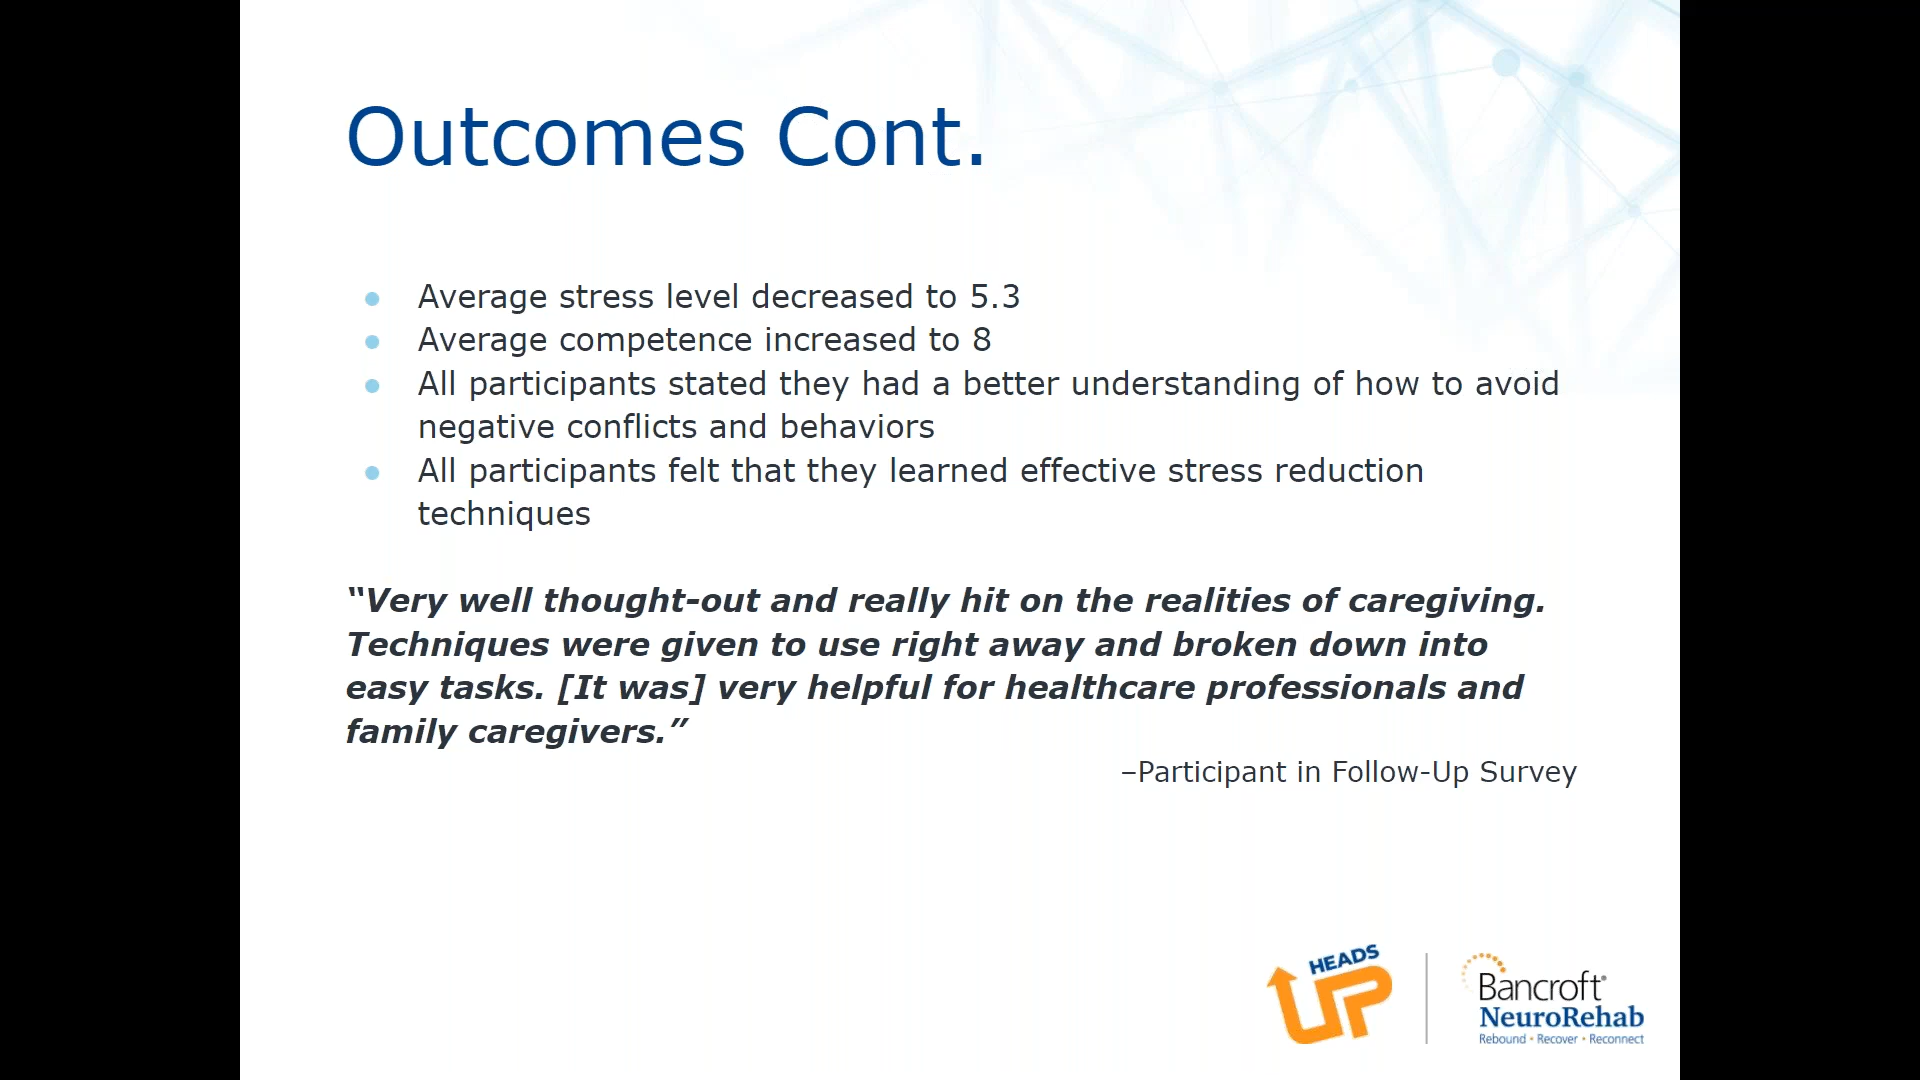 Outcomes Cont.
● Average stress level decreased to 5.3
● Average competence increased to 8
● All participants stated they had a better understanding of how to avoid
negative conflicts and behaviors
● All participants felt that they learned effective stress reduction
techniques
“Very well thought-out and really hit on the realities of caregiving.
Techniques were given to use right away and broken down into
easy tasks. [It was] very helpful for healthcare professionals and
family caregivers.”
–Participant in Follow-Up Survey
HEADS
UP
Bancroft®
NeuroRehab
Rebound • Recover • Reconnect